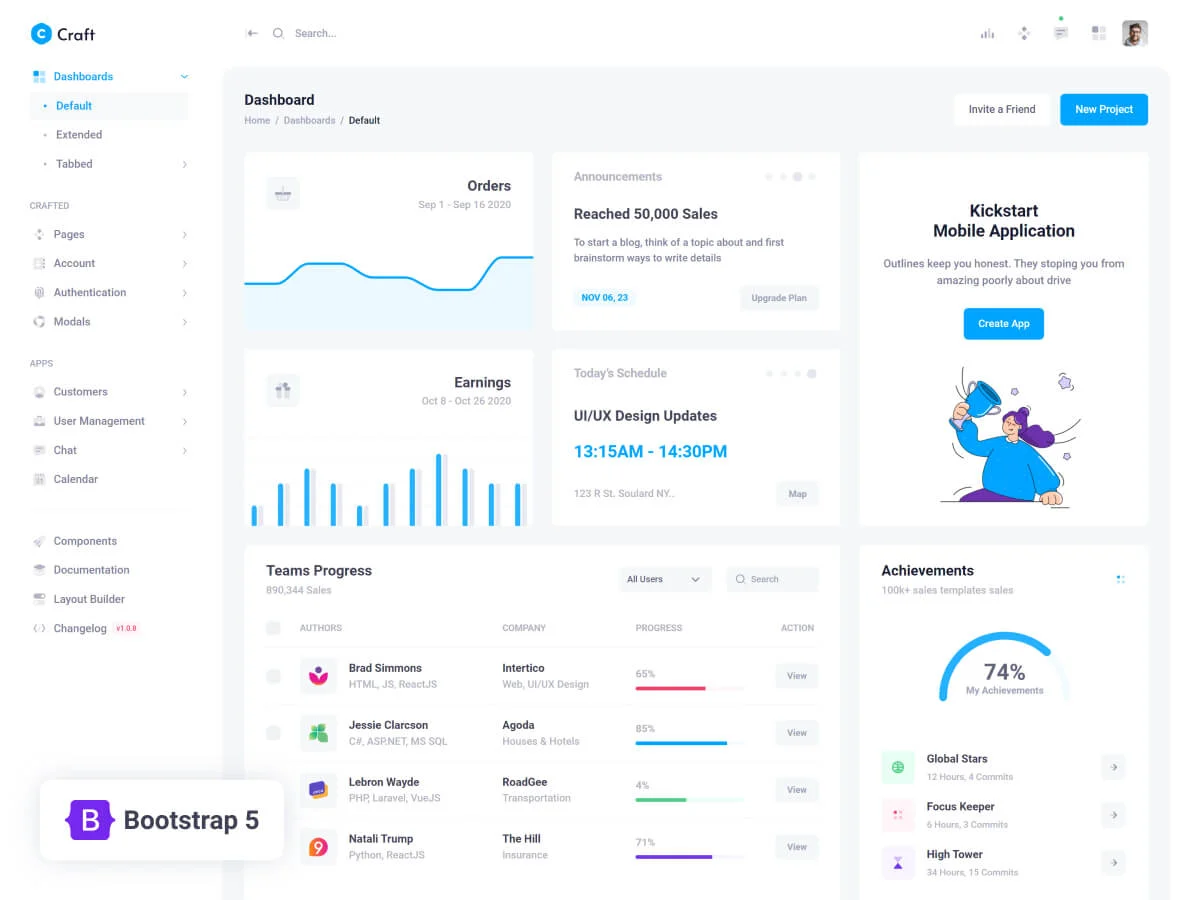 Craft
Search...
Dashboards
Default
Extended
Tabbed
CRAFTED
Pages
Account
Authentication
Modals
APPS
Customers
User Management
Chat
Calendar
Components
Documentation
Layout Builder
Changelog v1.0.8
B Bootstrap 5
Dashboard
Home / Dashboards / Default
Invite a Friend
New Project
Orders
Sep 1 - Sep 16 2020
Announcements
Reached 50,000 Sales
To start a blog, think of a topic about and first
brainstorm ways to write details
NOV 06, 23
Upgrade Plan
Kickstart
Mobile Application
Outlines keep you honest. They stoping you from
amazing poorly about drive
Create App
Earnings
Oct 8 - Oct 26 2020
Today's Schedule
UI/UX Design Updates
13:15AM - 14:30PM
123 R St. Soulard NY..
Map
Teams Progress
890,344 Sales
All Users
Search
AUTHORS COMPANY PROGRESS ACTION
Brad Simmons Intertico 65% View
HTML, JS, ReactJS Web, UI/UX Design
Jessie Clarcson Agoda 85% View
C#, ASP.NET, MS SQL Houses & Hotels
Lebron Wayde RoadGee 4% View
PHP, Laravel, VueJS Transportation
Natali Trump The Hill 71% View
Python, ReactJS Insurance
Achievements
100k+ sales templates sales
74%
My Achievements
Global Stars
12 Hours, 4 Commits
Focus Keeper
6 Hours, 3 Commits
High Tower
34 Hours, 15 Commits